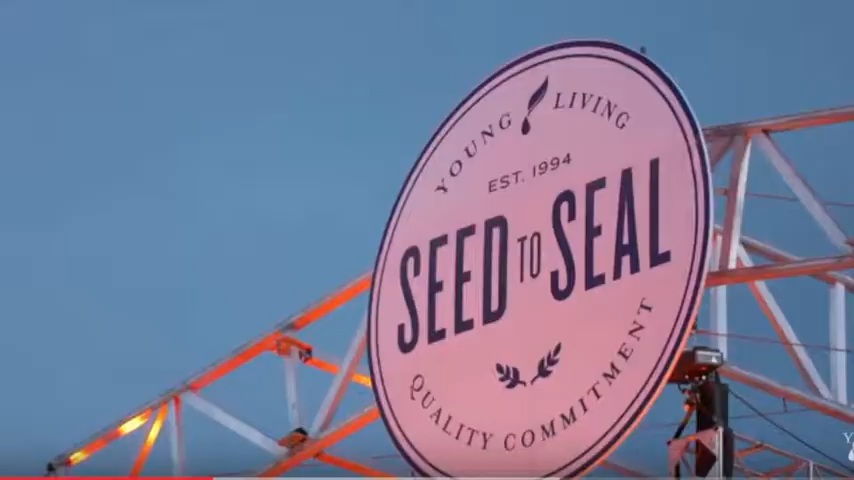 YOUNG LIVING
EST. 1994
SEED TO SEAL
QUALITY COMMITMENT